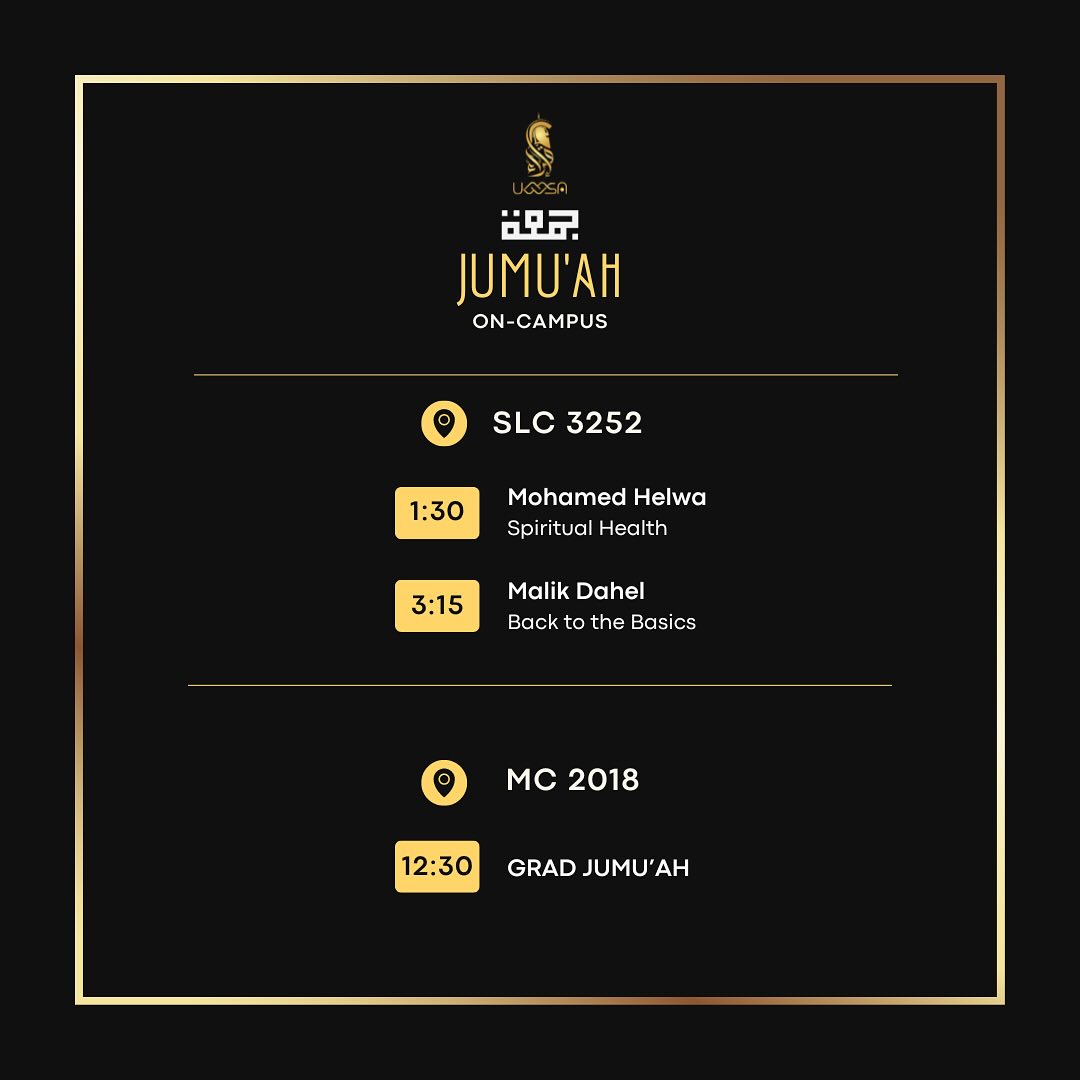 جمعة
JUMU'AH
ON-CAMPUS
SLC 3252
1:30
Mohamed Helwa
Spiritual Health
3:15
Malik Dahel
Back to the Basics
MC 2018
12:30
GRAD JUMU’AH